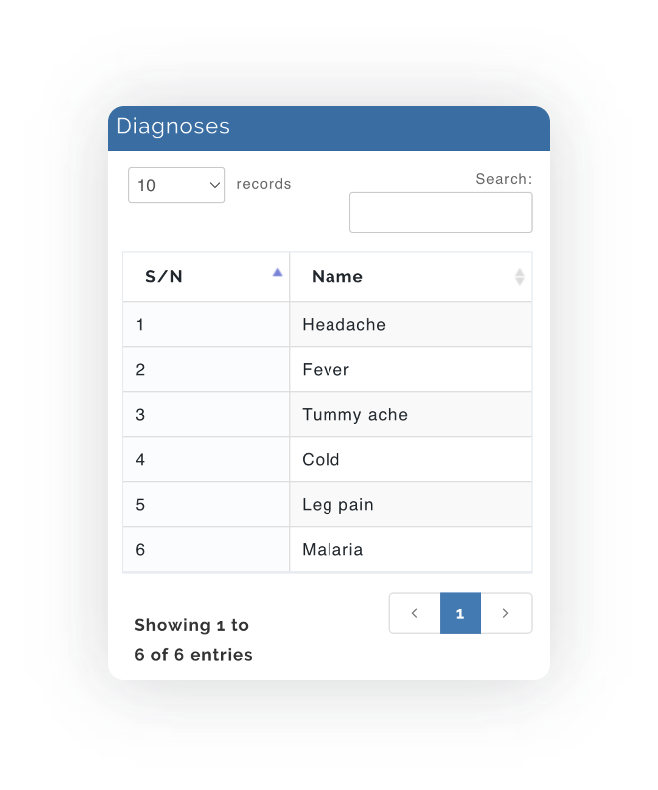 Diagnoses
10 records
Search:
S/N Name
1 Headache
2 Fever
3 Tummy ache
4 Cold
5 Leg pain
6 Malaria
Showing 1 to
6 of 6 entries
< 1 >